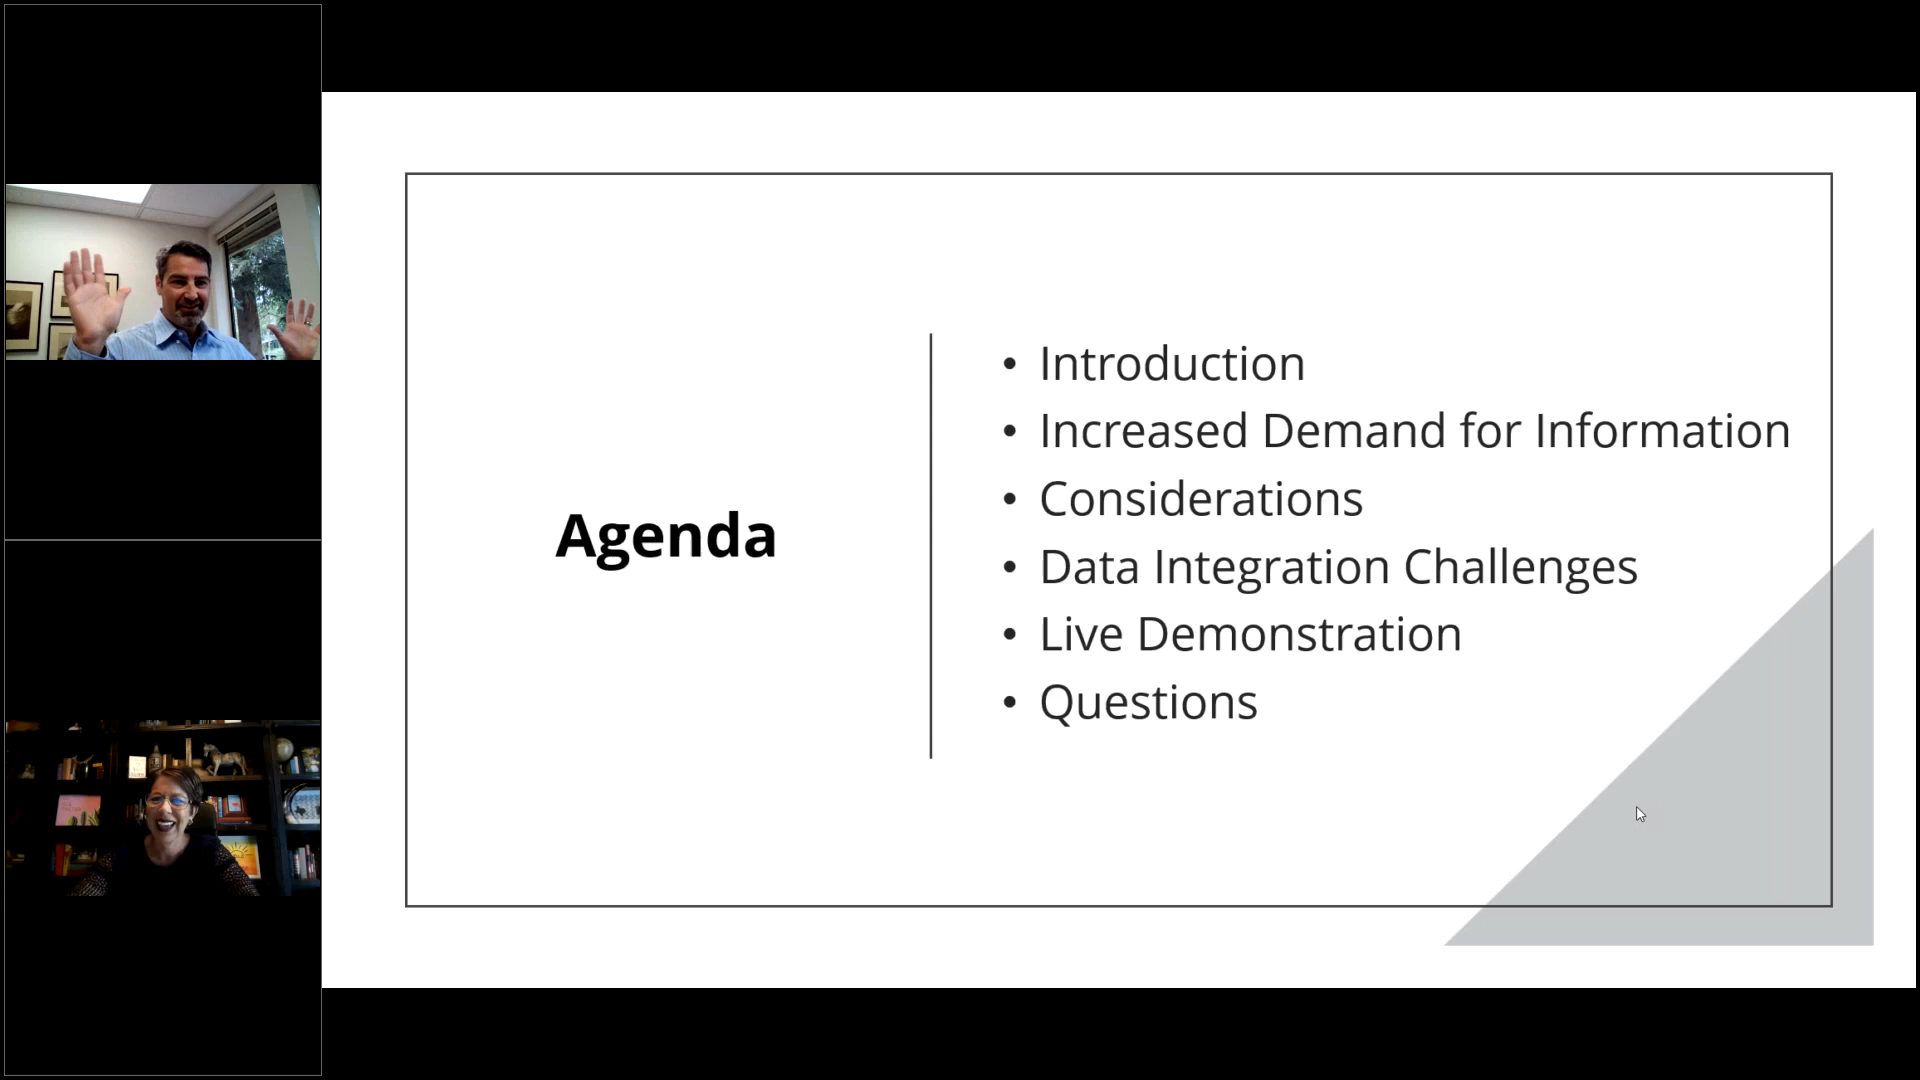 Agenda
• Introduction
• Increased Demand for Information
• Considerations
• Data Integration Challenges
• Live Demonstration
• Questions